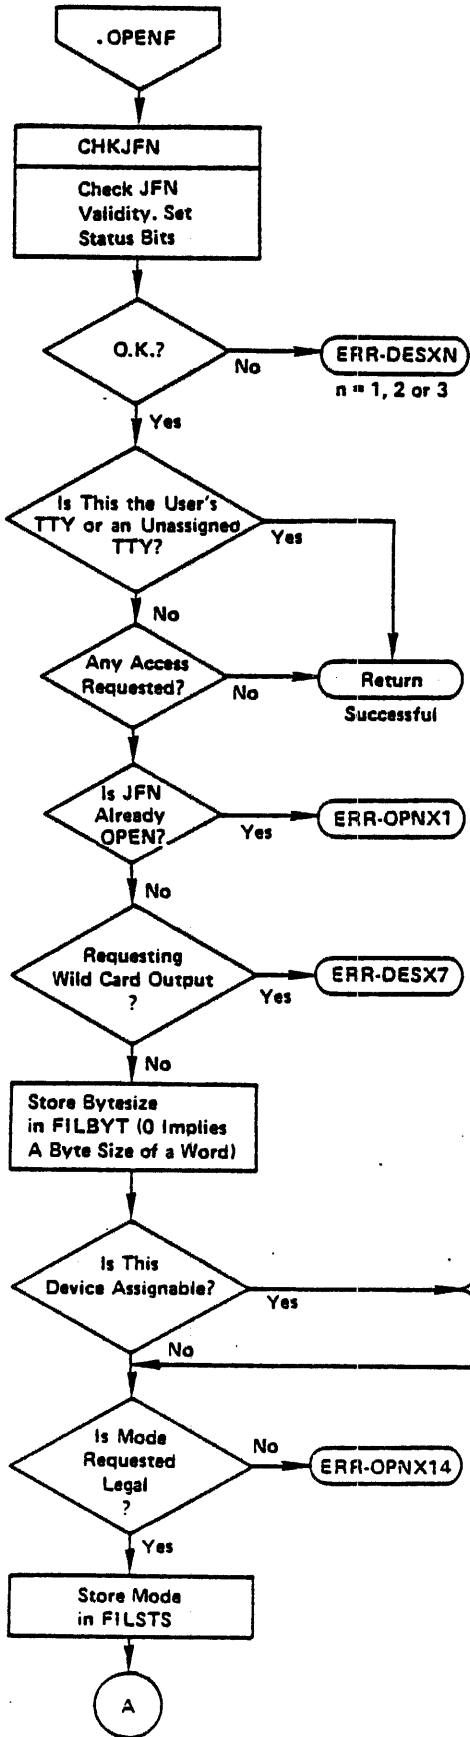 .OPENF
CHKJFN
Check JFN
Validity. Set
Status Bits
O.K.?
No
ERR-DESXN
n = 1, 2 or 3
Yes
Is This the User's
TTY or an Unassigned
TTY?
Yes
No
Any Access
Requested?
No
Return
Successful
Is JFN
Already
OPEN?
Yes
ERR-OPNX1
No
Requesting
Wild Card Output
?
Yes
ERR-DESX7
No
Store Bytesize
in FILBYT (0 Implies
A Byte Size of a Word)
Is This
Device Assignable?
Yes
No
Is Mode
Requested
Legal
?
No
ERR-OPNX14
Yes
Store Mode
in FILSTS
A